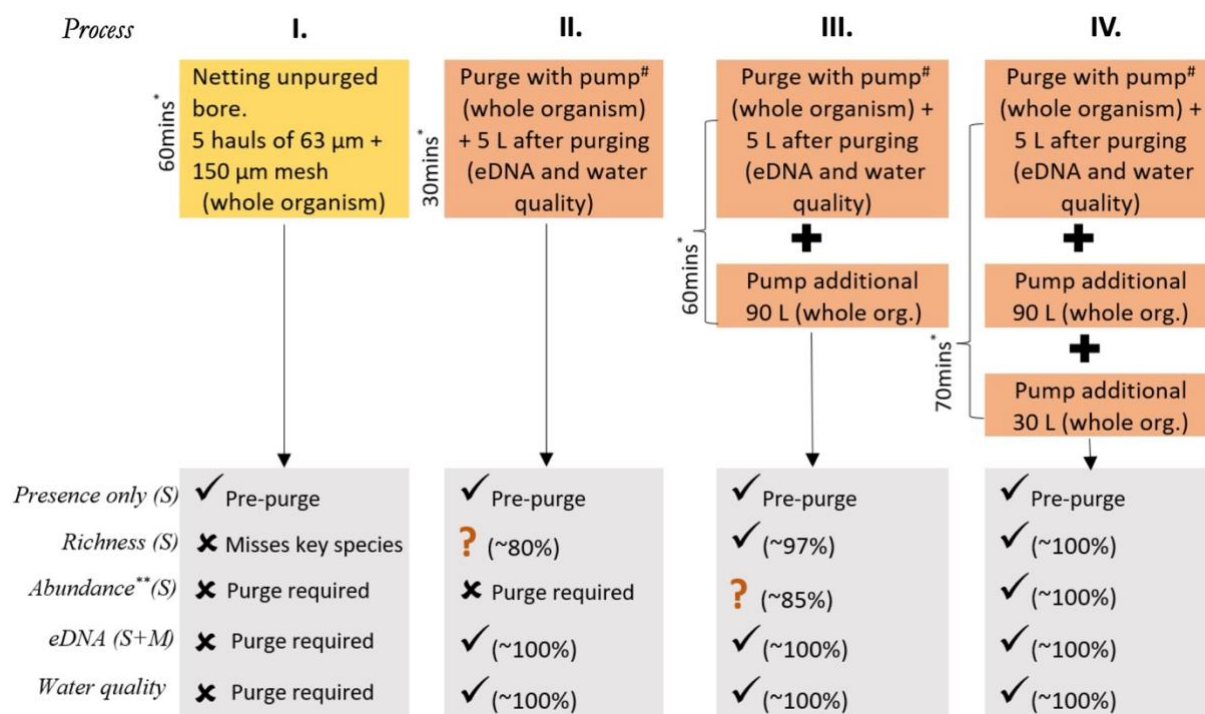 Process I. II. III. IV.
60mins*
Netting unpurged
bore.
5 hauls of 63 µm +
150 µm mesh
(whole organism)
30mins*
Purge with pump#
(whole organism)
+ 5 L after purging
(eDNA and water
quality)
60mins*
Purge with pump#
(whole organism) +
5 L after purging
(eDNA and water
quality)
+
Pump additional
90 L (whole org.)
70mins*
Purge with pump#
(whole organism) +
5 L after purging
(eDNA and water
quality)
+
Pump additional
90 L (whole org.)
+
Pump additional
30 L (whole org.)
Presence only (S) ✓ Pre-purge ✓ Pre-purge ✓ Pre-purge ✓ Pre-purge
Richness (S) ✘ Misses key species ? (~80%) ✓ (~97%) ✓ (~100%)
Abundance**(S) ✘ Purge required ✘ Purge required ? (~85%) ✓ (~100%)
eDNA (S+M) ✘ Purge required ✓ (~100%) ✓ (~100%) ✓ (~100%)
Water quality ✘ Purge required ✓ (~100%) ✓ (~100%) ✓ (~100%)